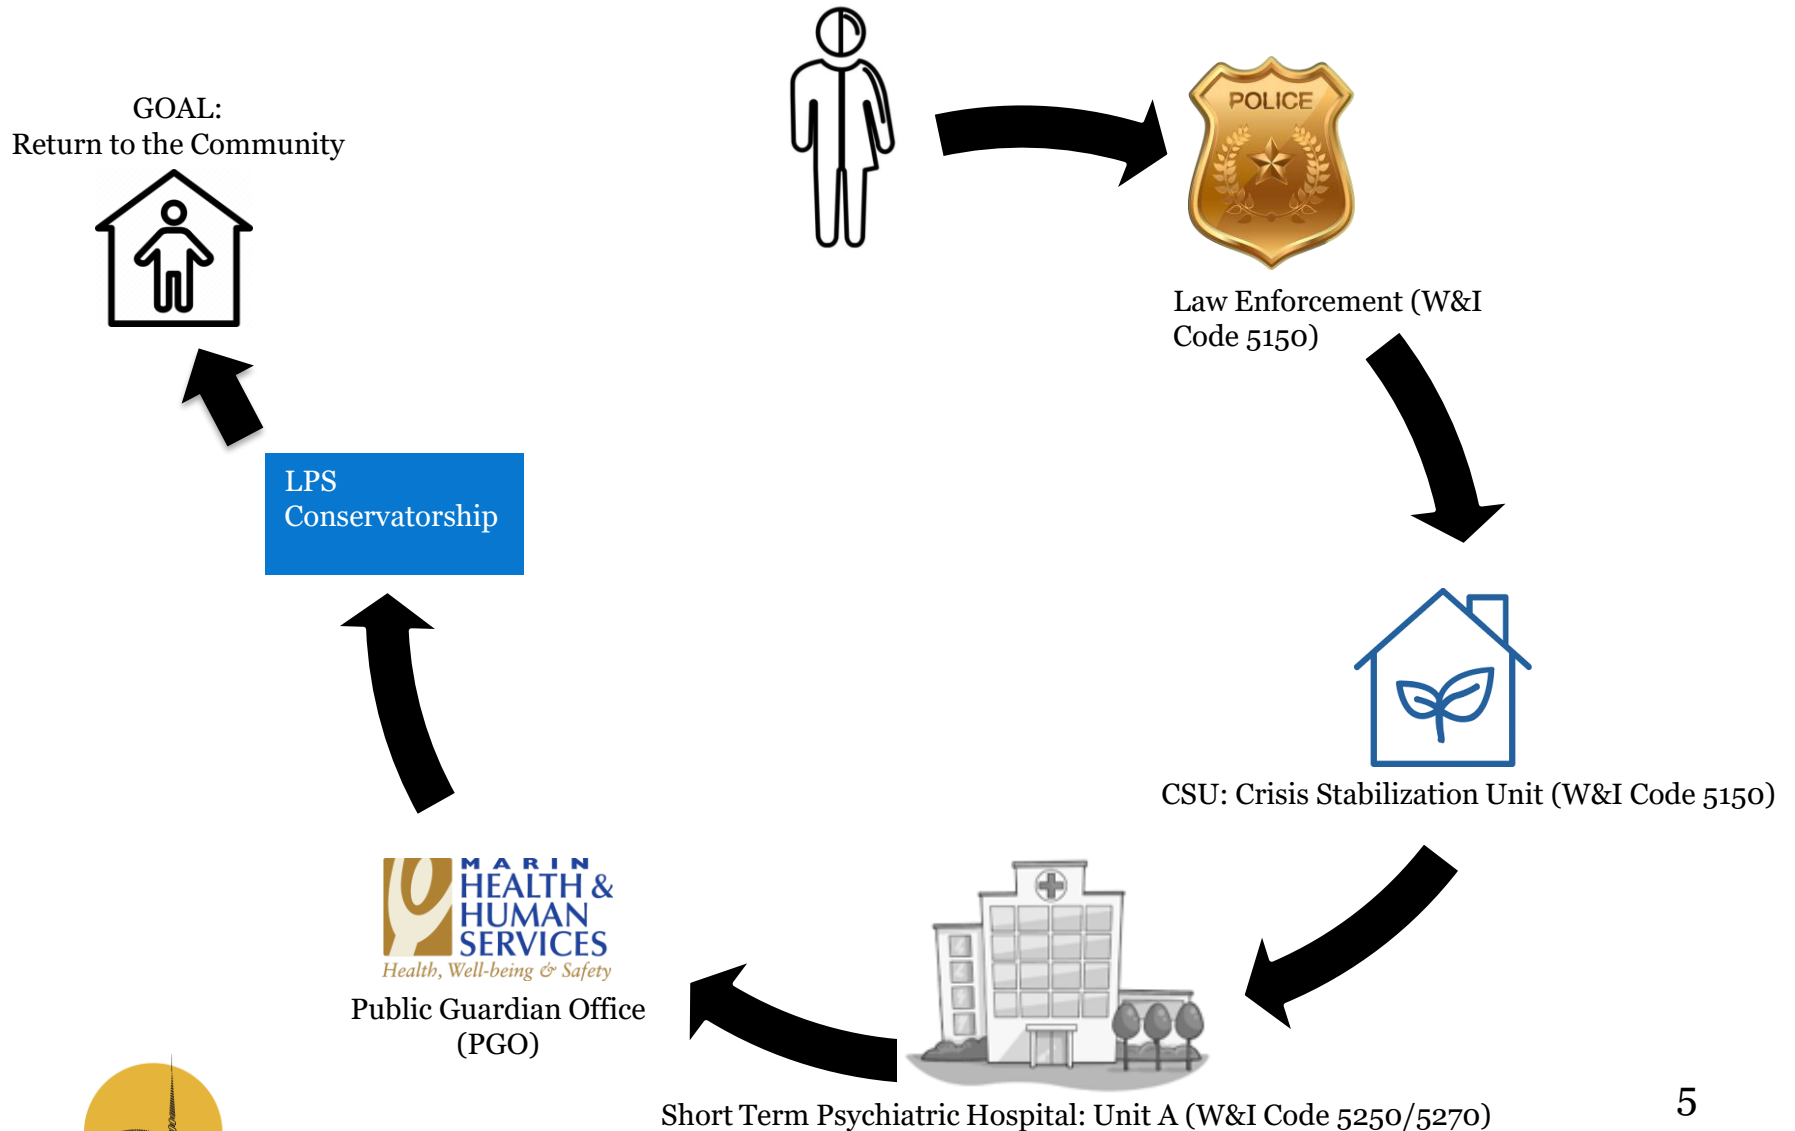 GOAL:
Return to the Community
POLICE
Law Enforcement (W&I
Code 5150)
LPS
Conservatorship
CSU: Crisis Stabilization Unit (W&I Code 5150)
MARIN
HEALTH &
HUMAN
SERVICES
Health, Well-being & Safety
Public Guardian Office
(PGO)
Short Term Psychiatric Hospital: Unit A (W&I Code 5250/5270)
5